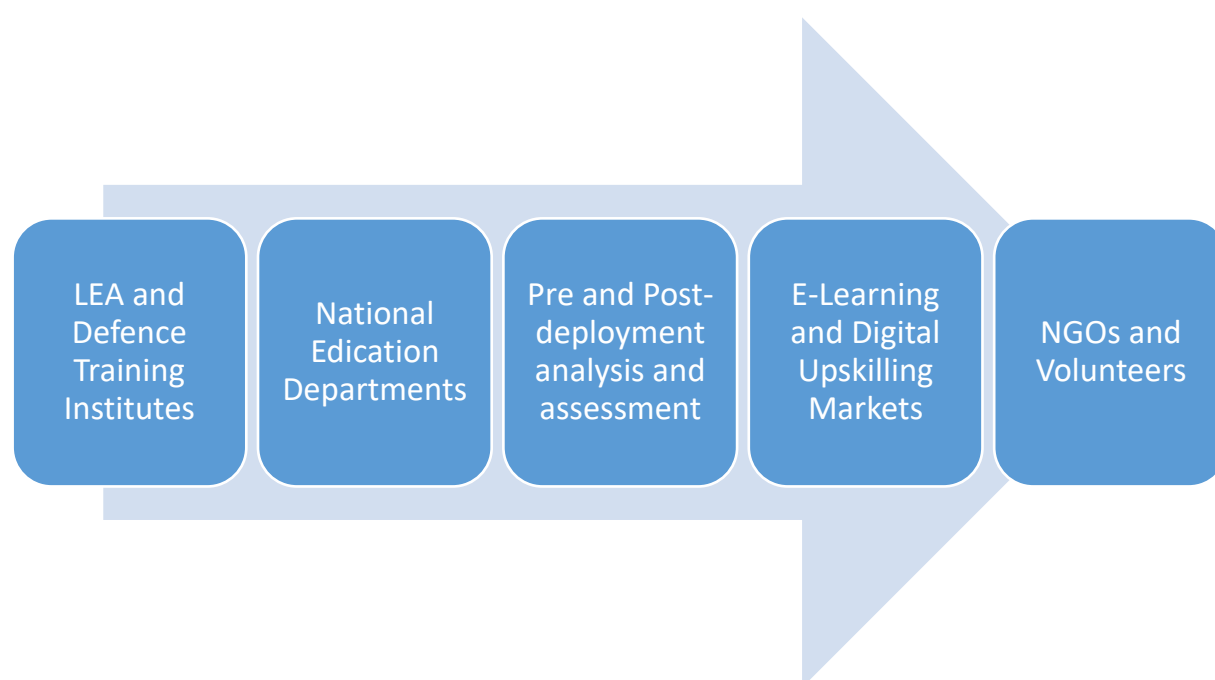 LEA and
Defence
Training
Institutes
National
Edication
Departments
Pre and Post-
deployment
analysis and
assessment
E-Learning
and Digital
Upskilling
Markets
NGOs and
Volunteers